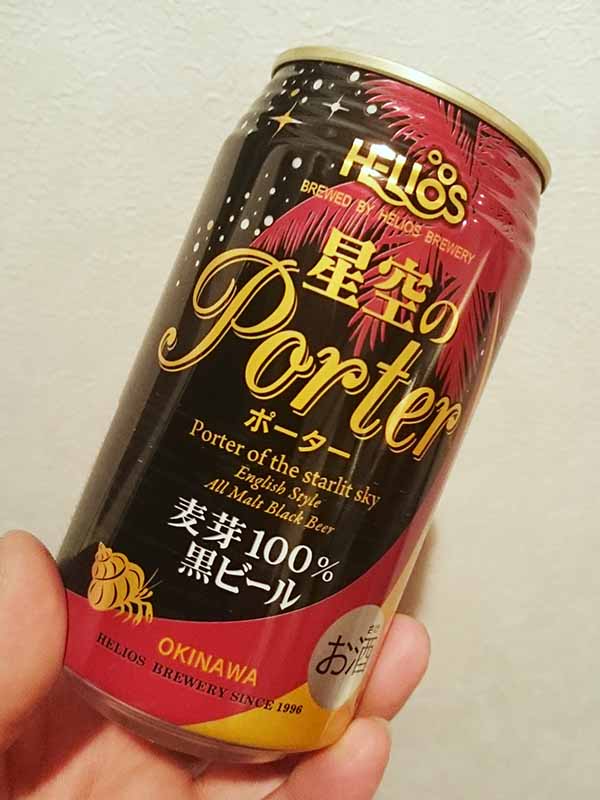 HELIOS
BREWED BY HELIOS BREWERY
星空の
Porter
ポーター
Porter of the starlit sky
English Style
All Malt Black Beer
麦芽100%
黒ビール
OKINAWA
HELIOS BREWERY SINCE 1996
お酒